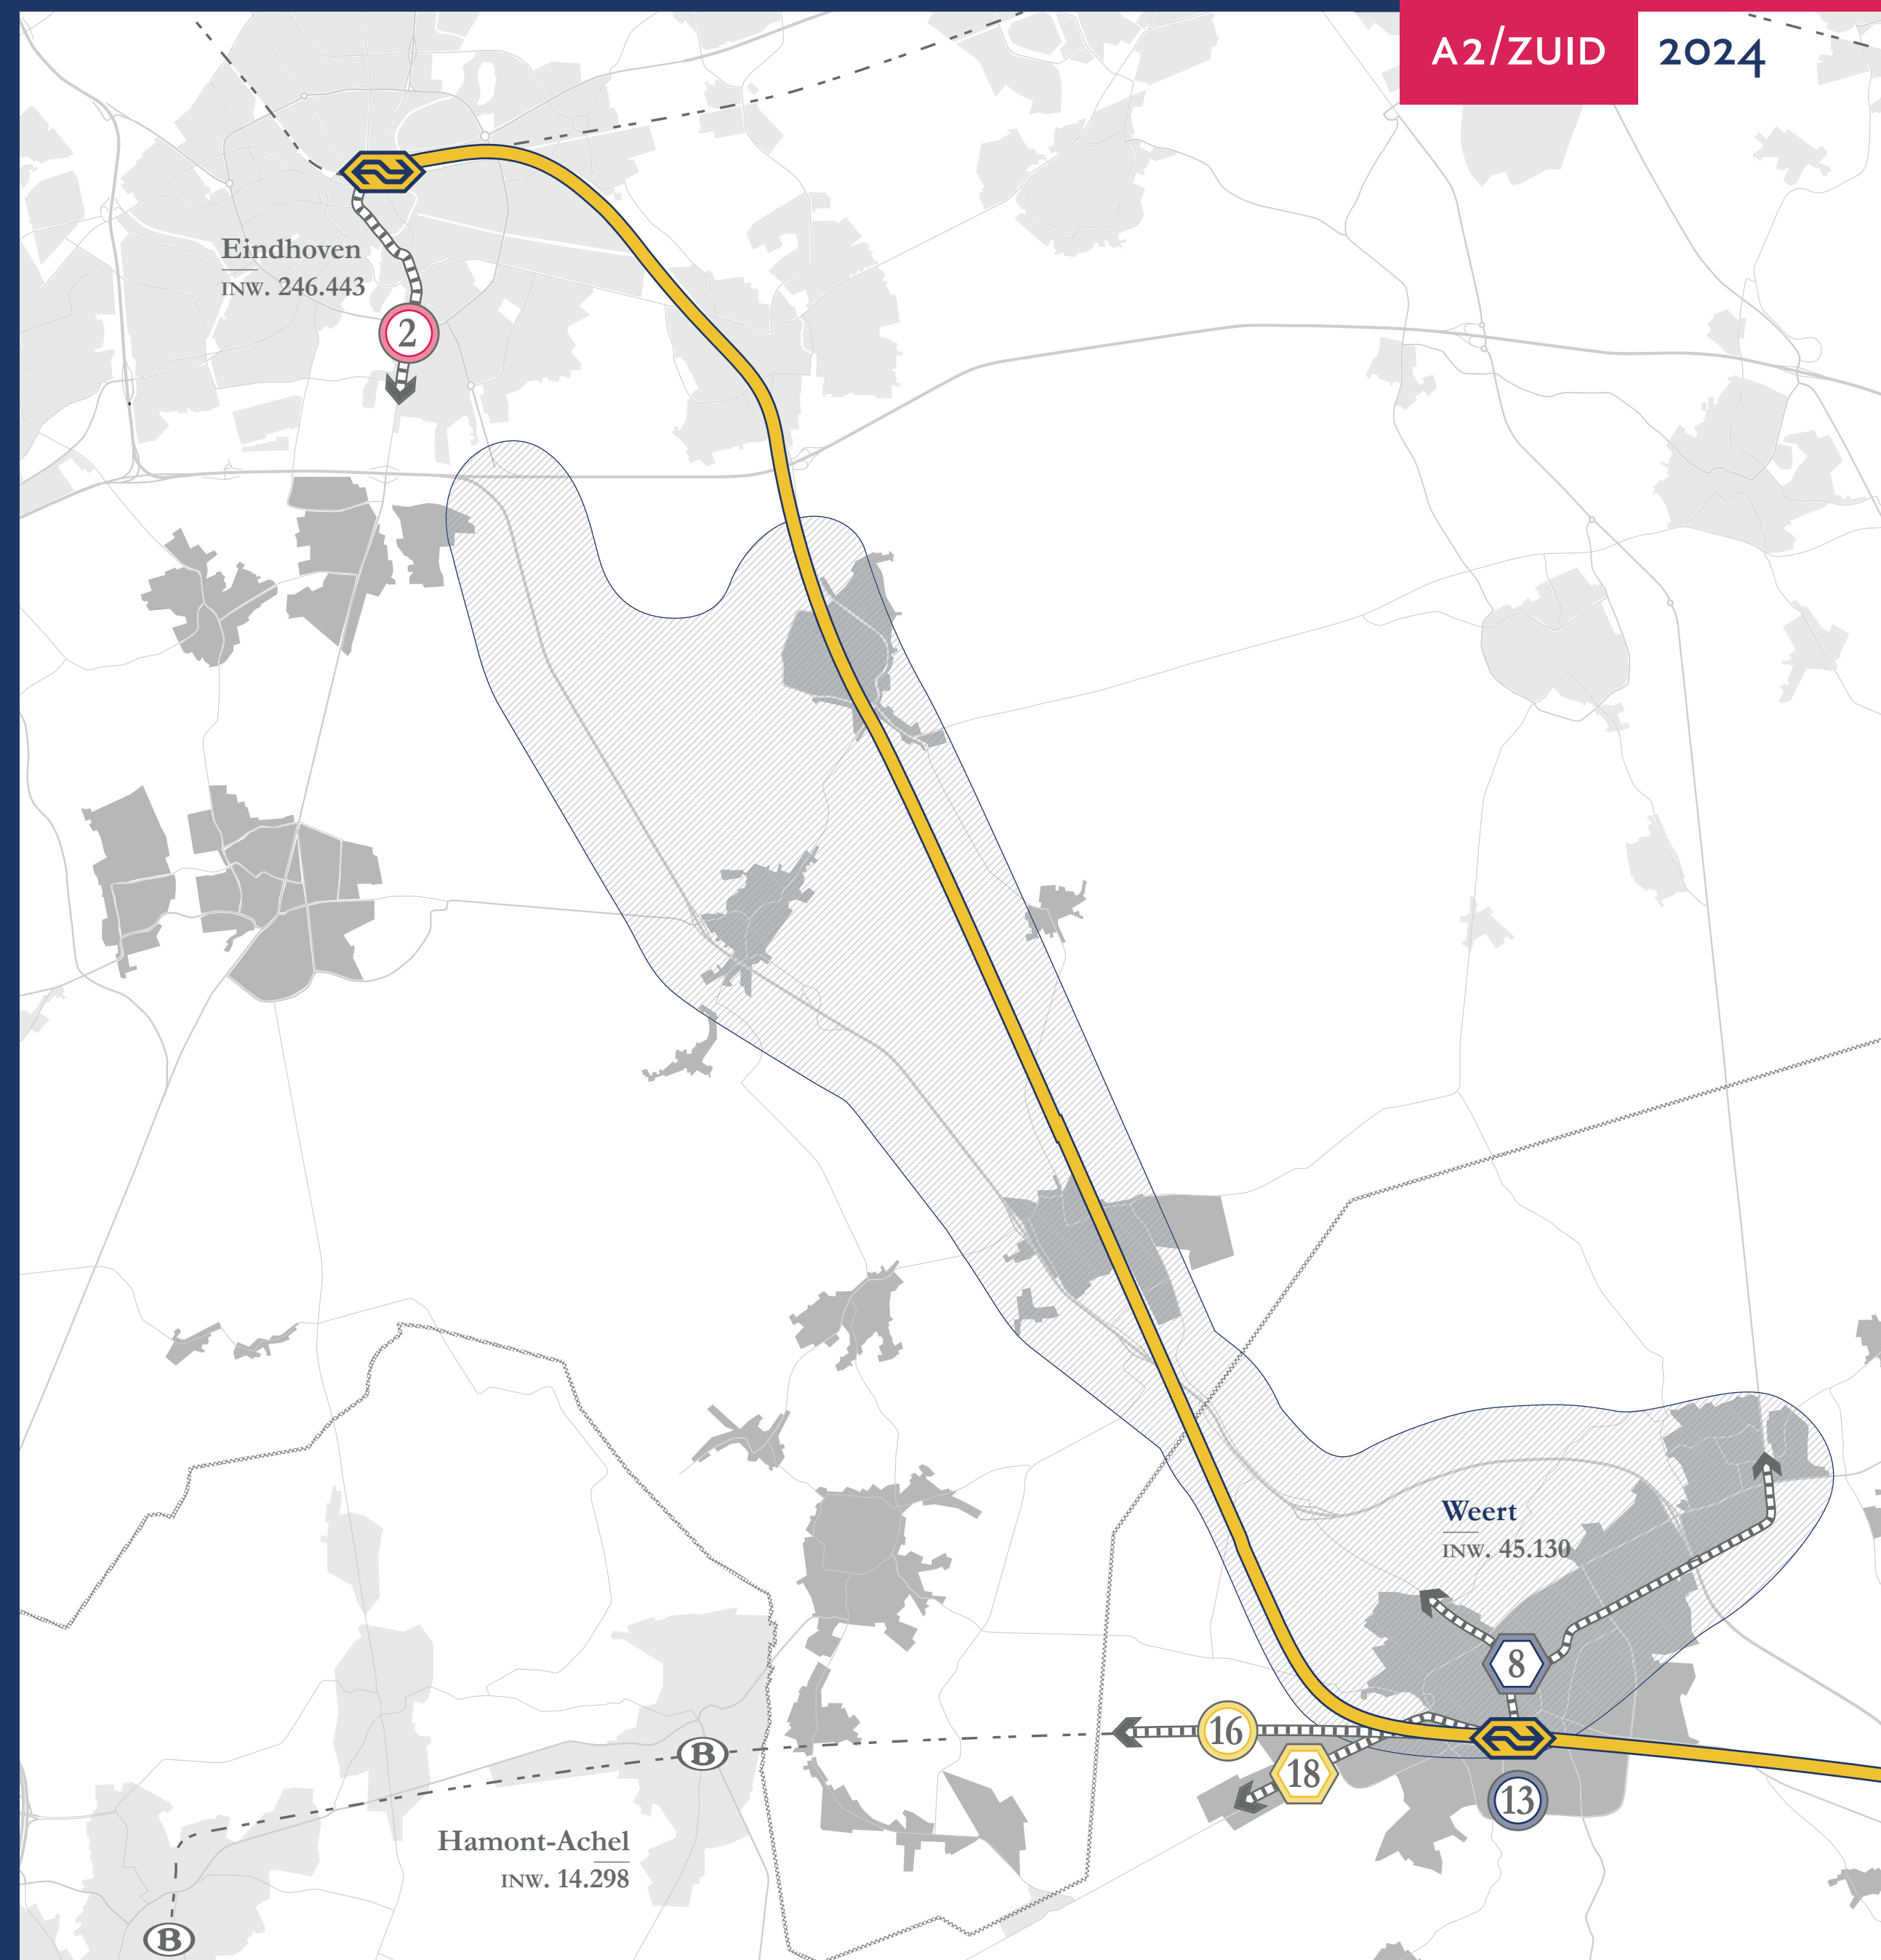 A2/ZUID 2024
Eindhoven
INW. 246.443
2
Weert
INW. 45.130
8
16
18
13
B
Hamont-Achel
INW. 14.298
B